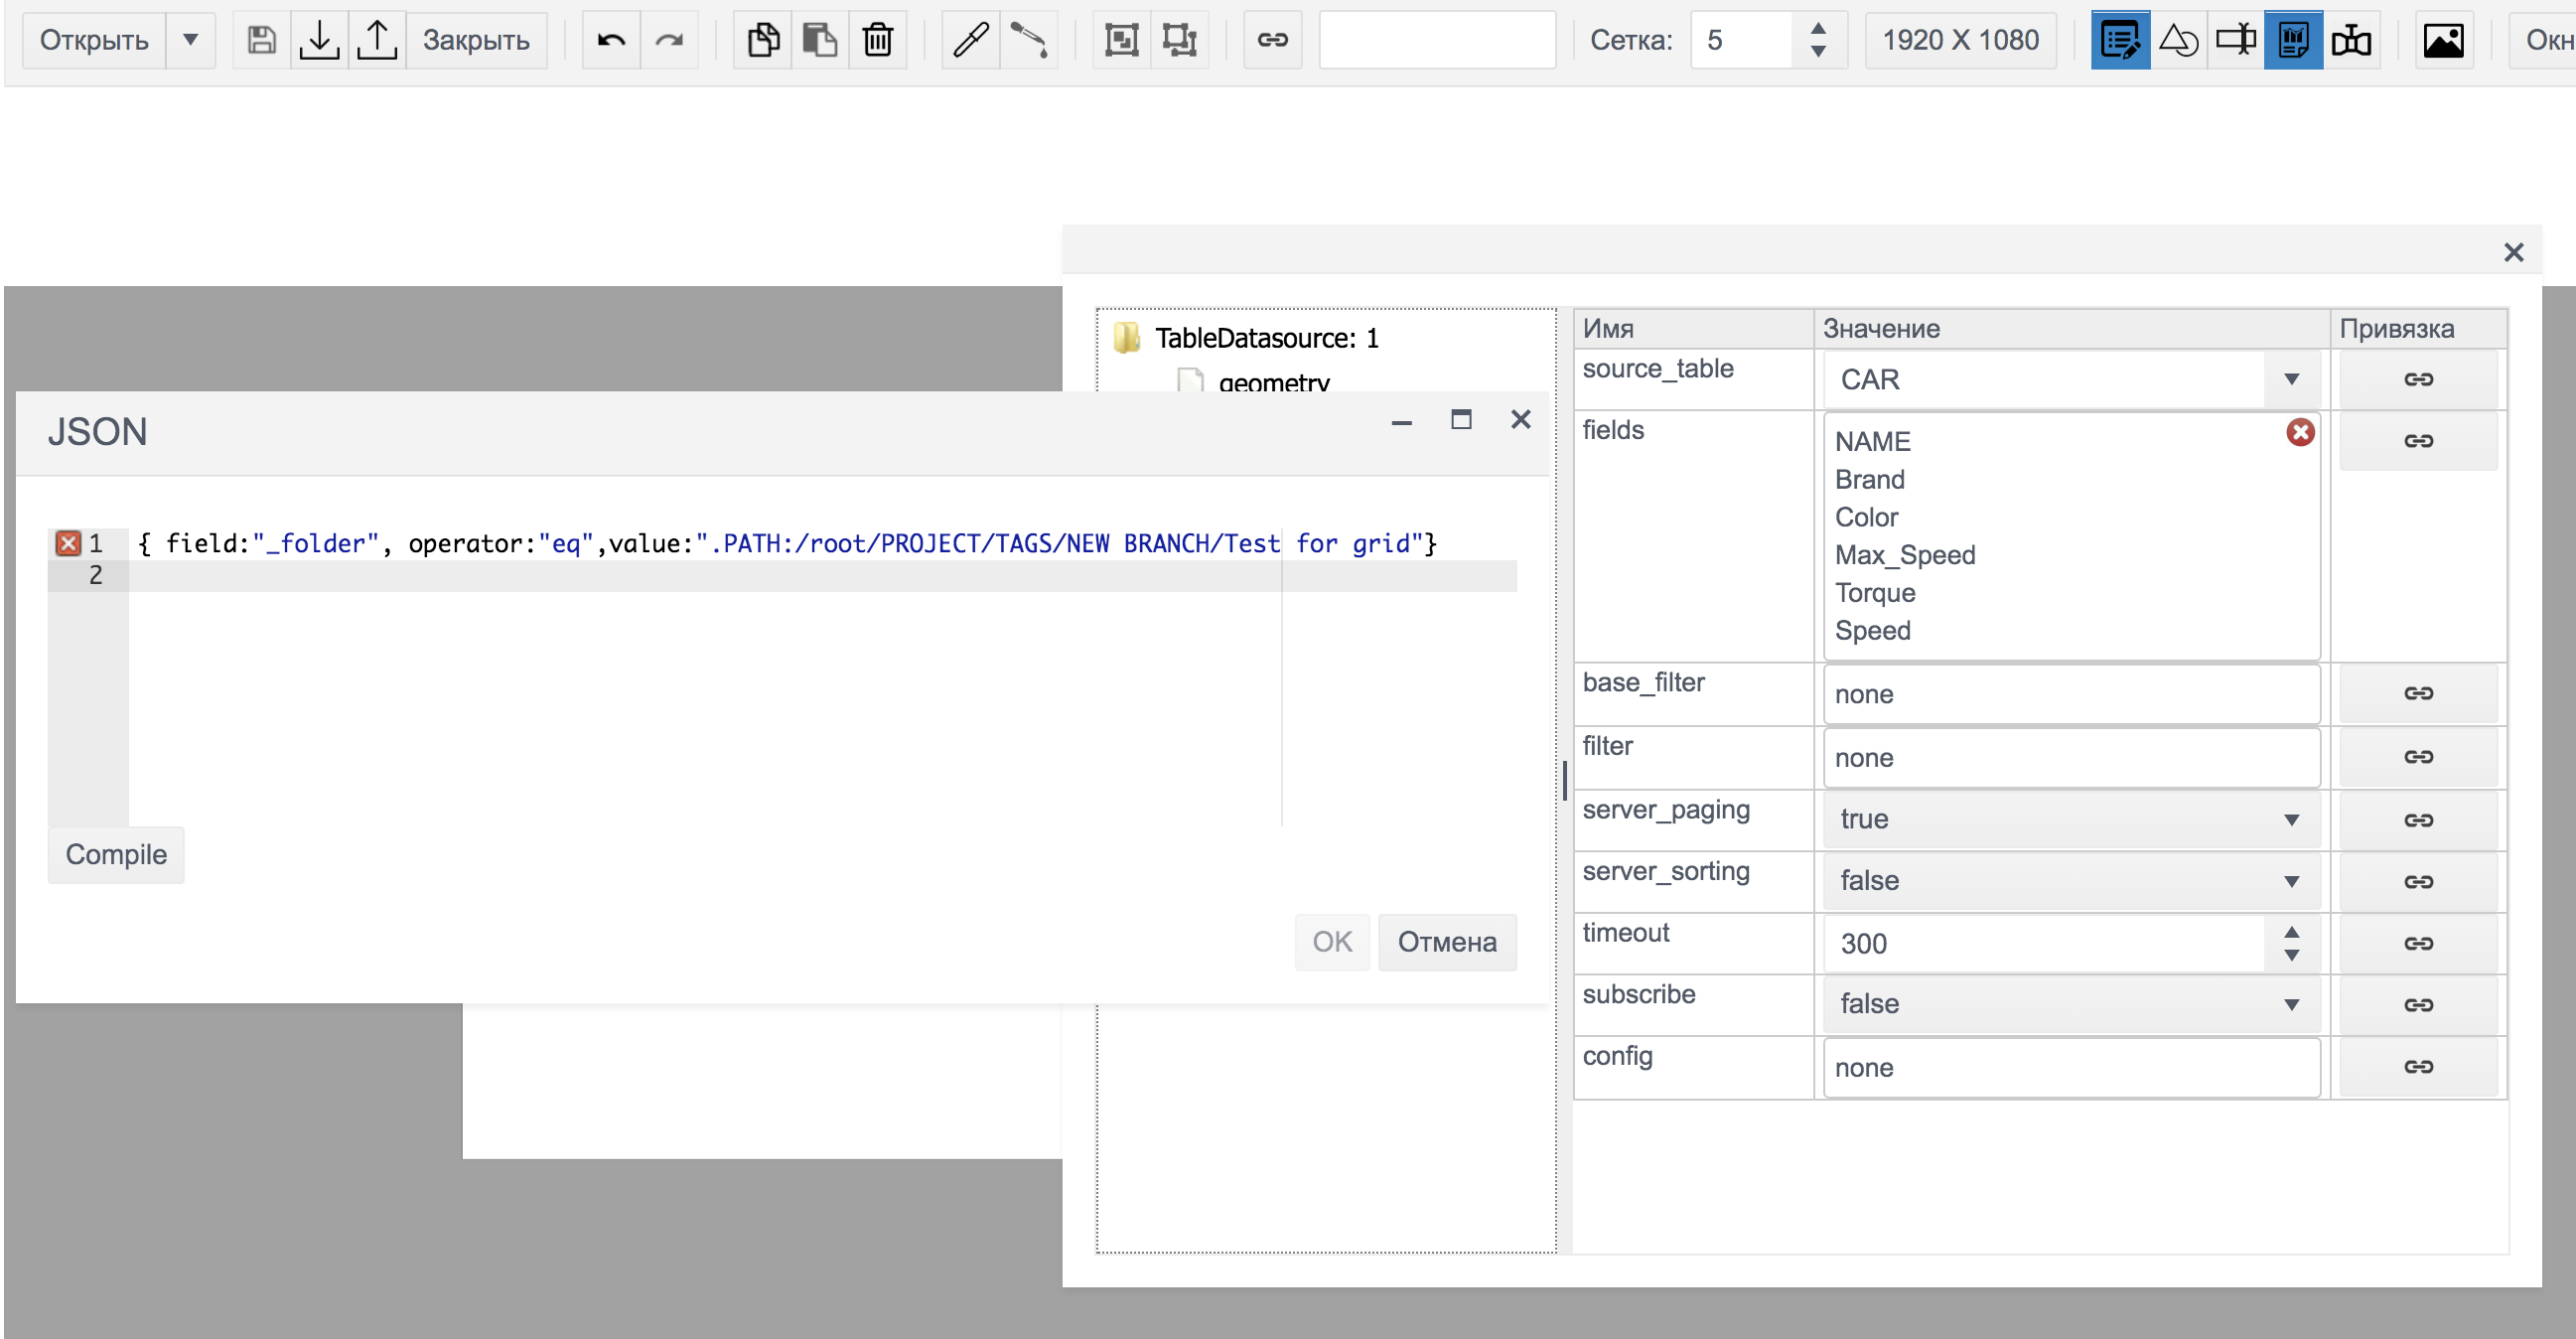 Открыть
Закрыть
Сетка:
5
1920 X 1080
TableDatasource: 1
geometry
Имя Значение Привязка
source_table CAR
fields
NAME
Brand
Color
Max_Speed
Torque
Speed
base_filter none
filter none
server_paging true
server_sorting false
timeout 300
subscribe false
config none
JSON
1 { field:"_folder", operator:"eq",value:".PATH:/root/PROJECT/TAGS/NEW BRANCH/Test for grid"}
2
Compile
OK Отмена